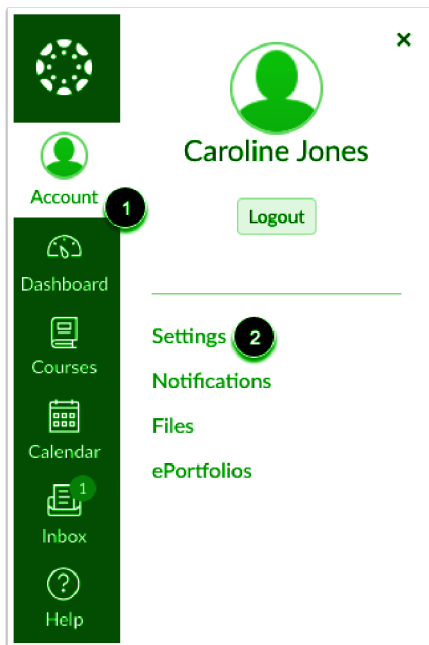 ×
Caroline Jones
Logout
Account
1
Dashboard
Courses
Calendar
1
Inbox
Help
Settings 2
Notifications
Files
ePortfolios